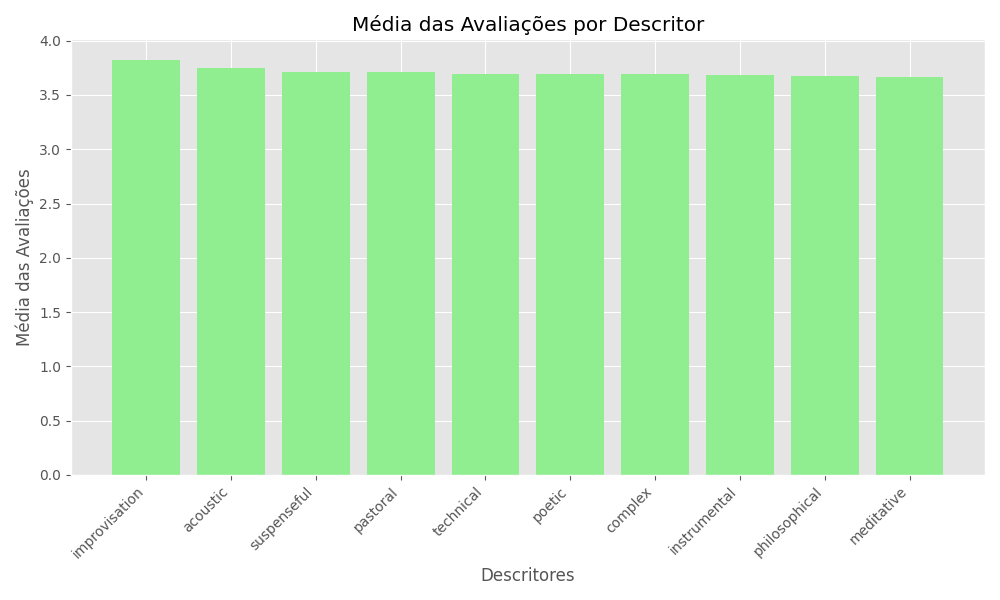 Média das Avaliações por Descritor
4.0
3.5
3.0
2.5
2.0
1.5
1.0
0.5
0.0
Média das Avaliações
improvisation
acoustic
suspenseful
pastoral
technical
poetic
complex
instrumental
philosophical
meditative
Descritores